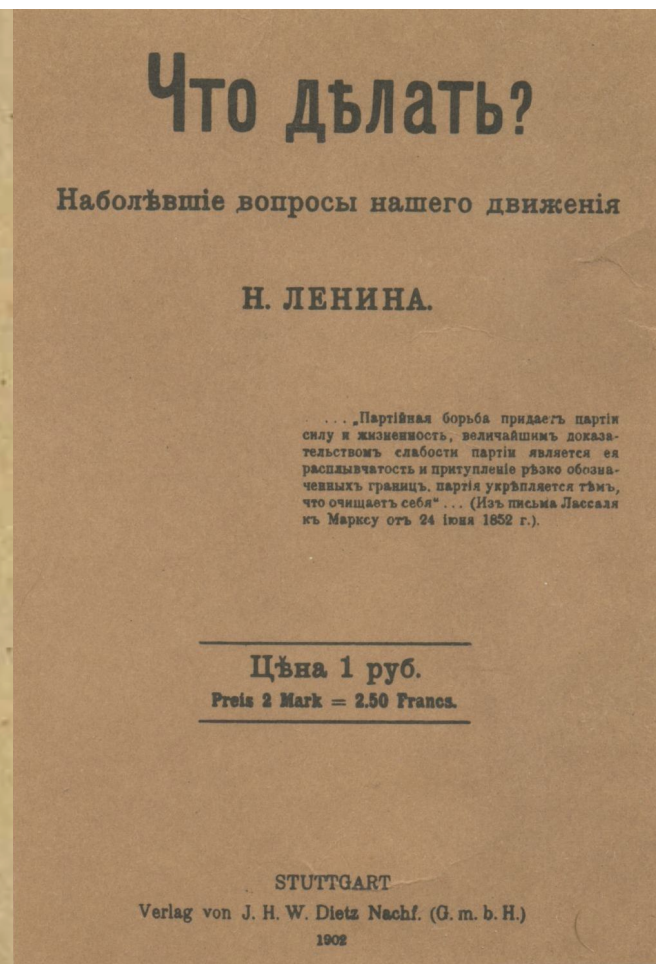 Что дѣлать?
Наболѣвшіе вопросы нашего движенія
Н. ЛЕНИНА.
. . . „Партійная борьба придаетъ партіи
силу и жизненность, величайшимъ доказа-
тельствомъ слабости партіи является ея
расплывчатость и притупленіе рѣзко обозна-
ченныхъ границъ, партія укрѣпляется тѣмъ,
что очищаетъ себя“ . . . (Изъ письма Лассаля
къ Марксу отъ 24 іюня 1852 г.).
Цѣна 1 руб.
Preis 2 Mark = 2.50 Francs.
STUTTGART
Verlag von J. H. W. Dietz Nachf. (G. m. b. H.)
1902